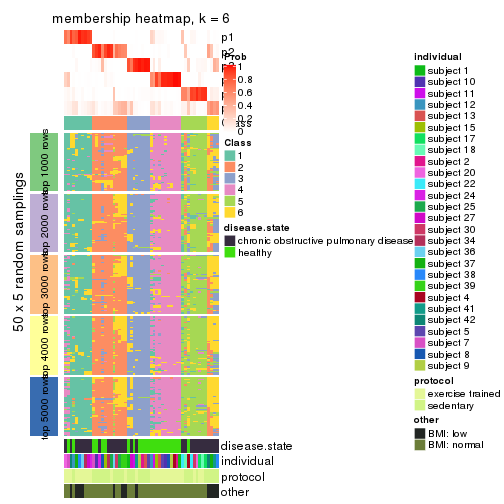 membership heatmap, k = 6
p1
p2
Prob
1
0.8
0.6
0.4
0.2
0
Class
1
2
3
4
5
6
disease.state
chronic obstructive pulmonary disease
healthy
50 x 5 random samplings
top 1000 rows
top 2000 rows
top 3000 rows
top 4000 rows
top 5000 rows
disease.state
individual
protocol
other
individual
subject 1
subject 10
subject 11
subject 12
subject 13
subject 15
subject 17
subject 18
subject 2
subject 20
subject 22
subject 24
subject 25
subject 27
subject 30
subject 34
subject 36
subject 37
subject 38
subject 39
subject 4
subject 41
subject 42
subject 5
subject 7
subject 8
subject 9
protocol
exercise trained
sedentary
other
BMI: low
BMI: normal